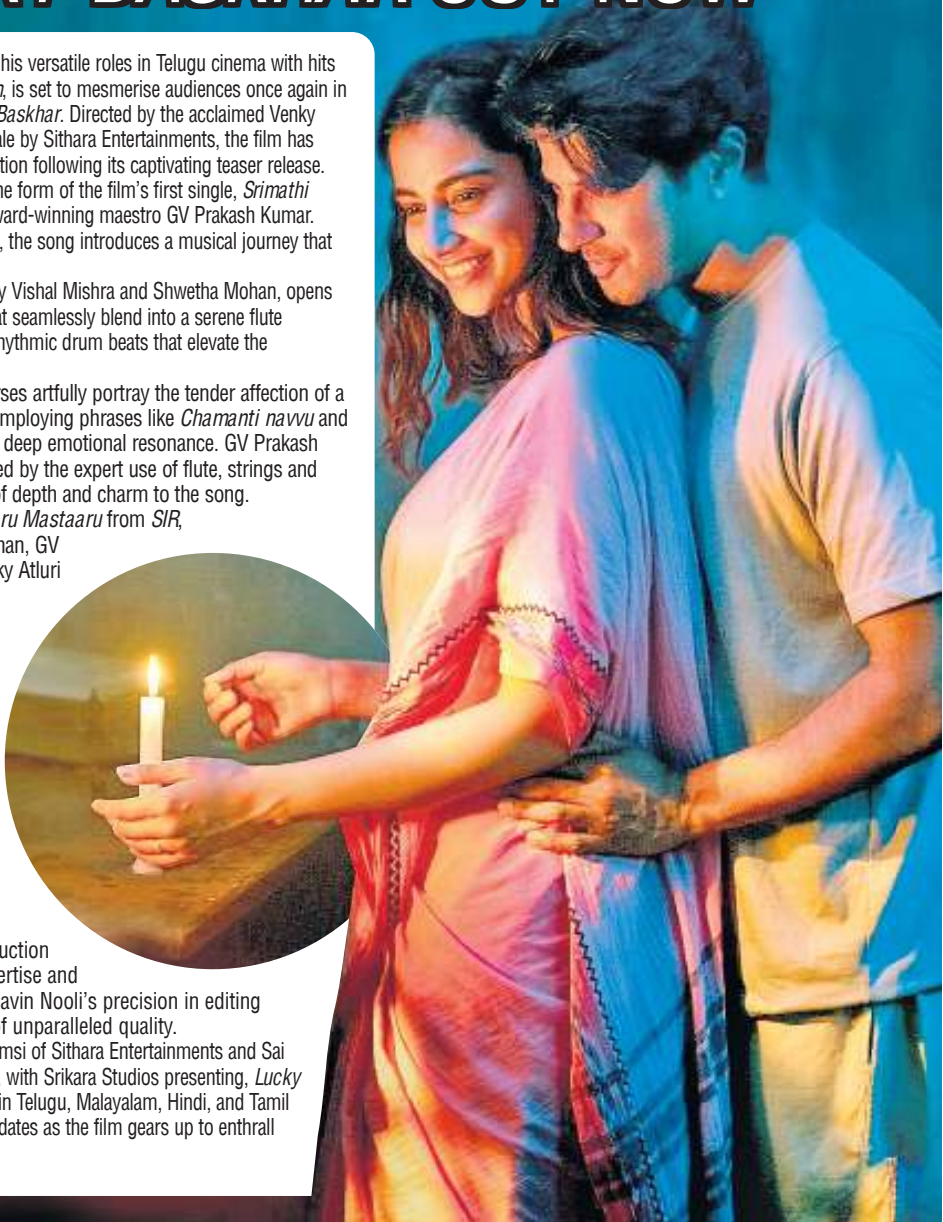 BASKHAR OUT NOW
his versatile roles in Telugu cinema with hits
, is set to mesmerise audiences once again in
Baskhar. Directed by the acclaimed Venky
ale by Sithara Entertainments, the film has
tion following its captivating teaser release.
he form of the film's first single, Srimathi
ward-winning maestro GV Prakash Kumar.
, the song introduces a musical journey that
y Vishal Mishra and Shwetha Mohan, opens
at seamlessly blend into a serene flute
hythmic drum beats that elevate the
ses artfully portray the tender affection of a
mploying phrases like Chamanti navvu and
deep emotional resonance. GV Prakash
ed by the expert use of flute, strings and
of depth and charm to the song.
ru Mastaaru from SIR,
man, GV
ky Atluri
uction
ertise and
avin Nooli's precision in editing
of unparalleled quality.
msi of Sithara Entertainments and Sai
, with Srikara Studios presenting, Lucky
in Telugu, Malayalam, Hindi, and Tamil
dates as the film gears up to enthrall